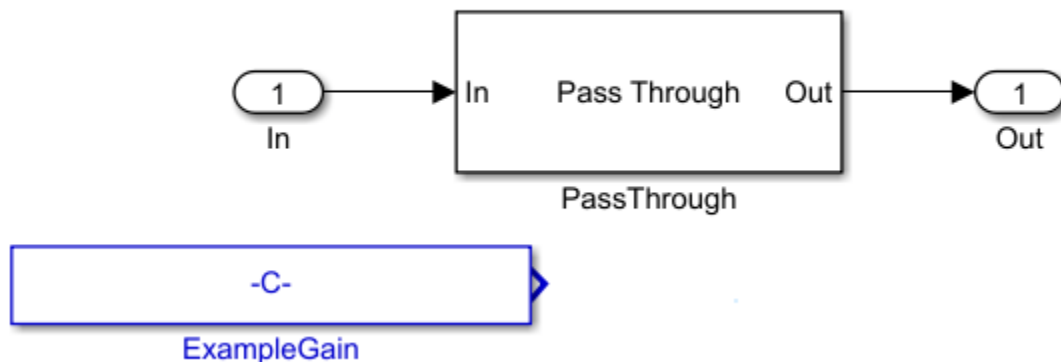 1
In
In Pass Through Out
PassThrough
1
Out
-C-
ExampleGain